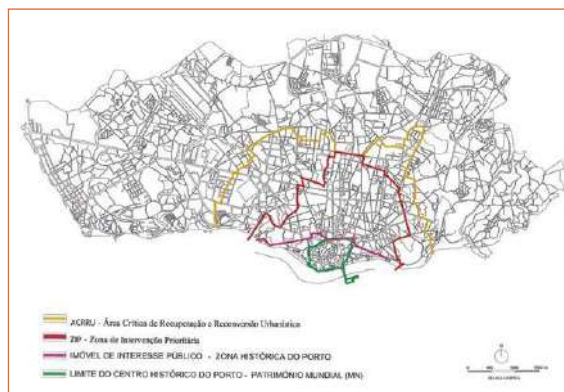 ACRRU - Área Crítica de Recuperação e Reconversão Urbanística
ZIP - Zona de Intervenção Prioritária
IMÓVEL DE INTERESSE PÚBLICO - ZONA HISTÓRICA DO PORTO
LIMITE DO CENTRO HISTÓRICO DO PORTO - PATRIMÓNIO MUNDIAL (MN)